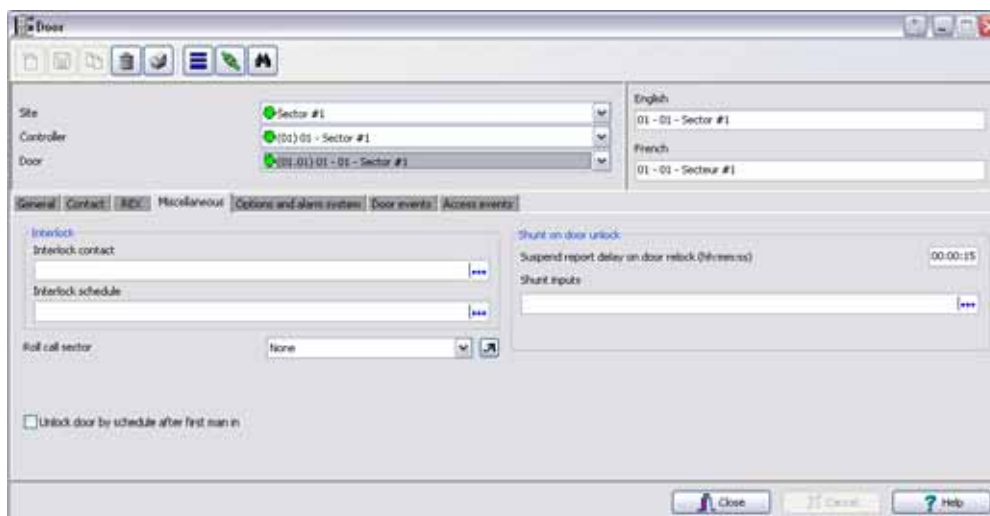 Door
Site
Sector #1
Controller
(01) 01 - Sector #1
Door
(01.01) 01 - 01 - Sector #1
English
01 - 01 - Sector #1
French
01 - 01 - Secteur #1
General Contact REX Miscellaneous Options and alarm system Door events Access events
Interlock
Interlock contact
Interlock schedule
Roll call sector
None
Unlock door by schedule after first man in
Shunt on door unlock
Suspend report delay on door relock (hh:mm:ss)
00:00:15
Shunt inputs
Close
Cancel
Help